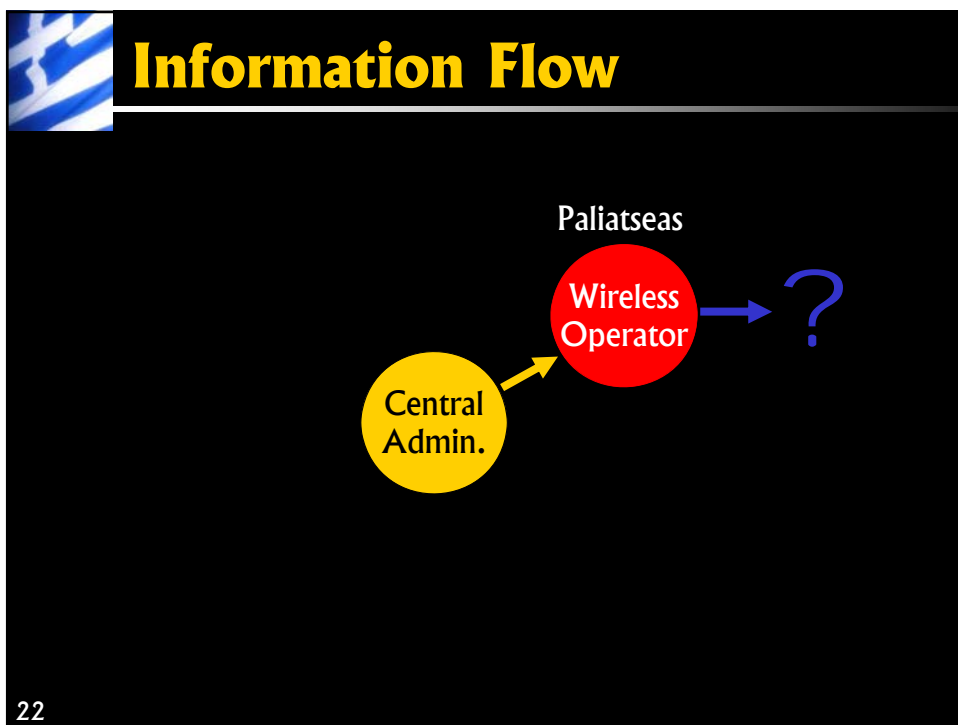 Information Flow
Paliatseas
Wireless
Operator
?
Central
Admin.
22